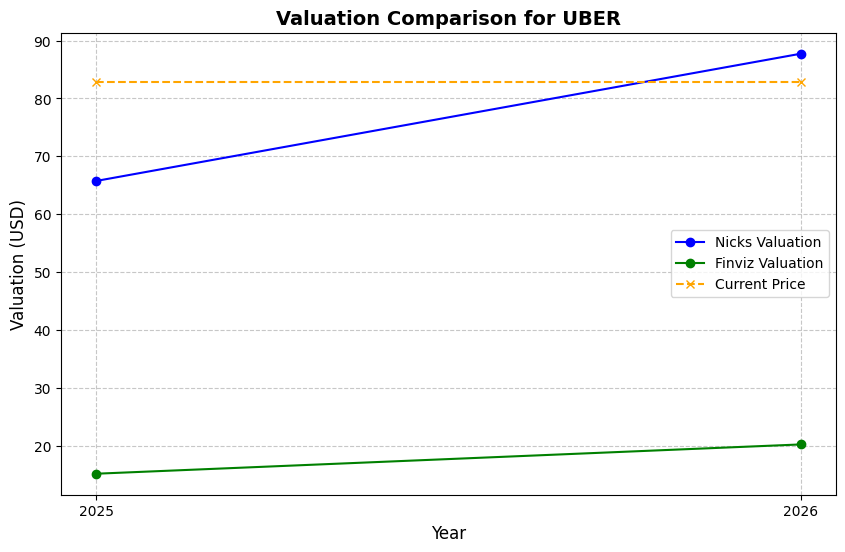 Valuation Comparison for UBER
90
80
70
60
50
40
30
20
Valuation (USD)
Nicks Valuation
Finviz Valuation
Current Price
2025
2026
Year